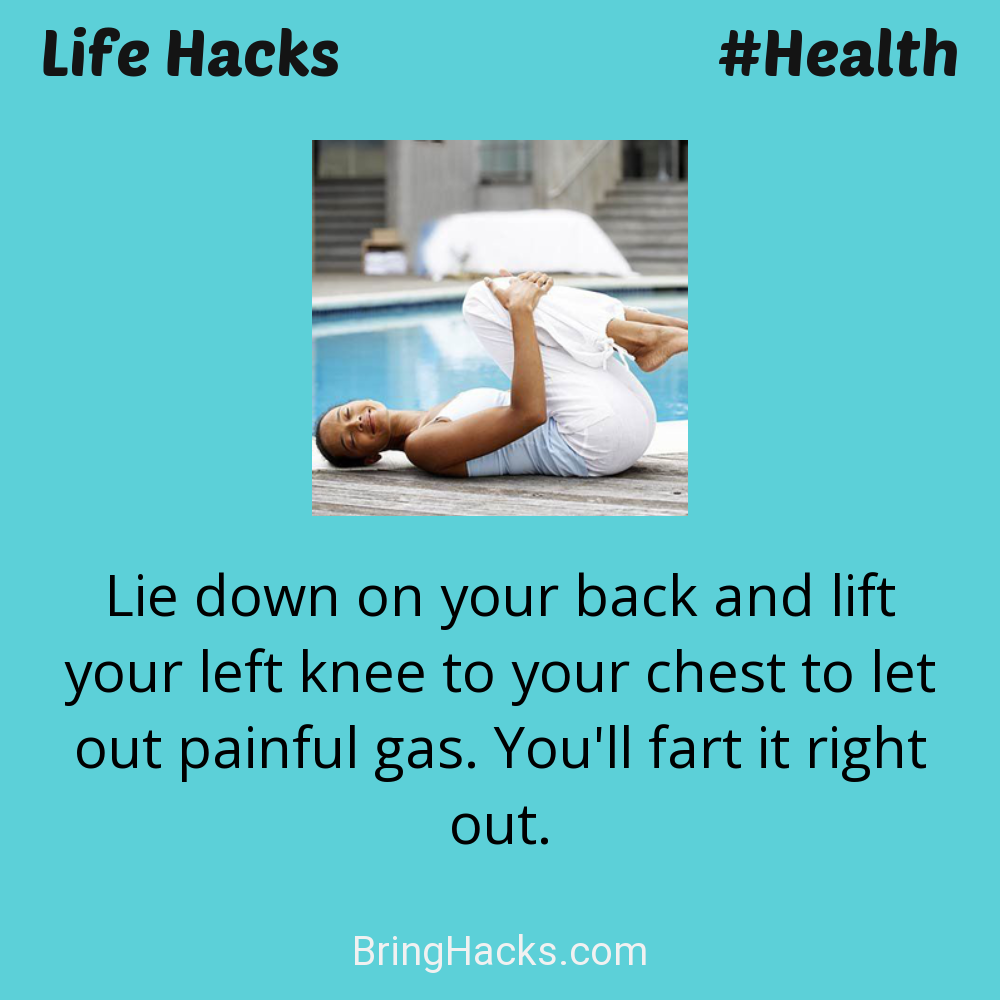 Life Hacks
#Health
Lie down on your back and lift
your left knee to your chest to let
out painful gas. You'll fart it right
out.
BringHacks.com